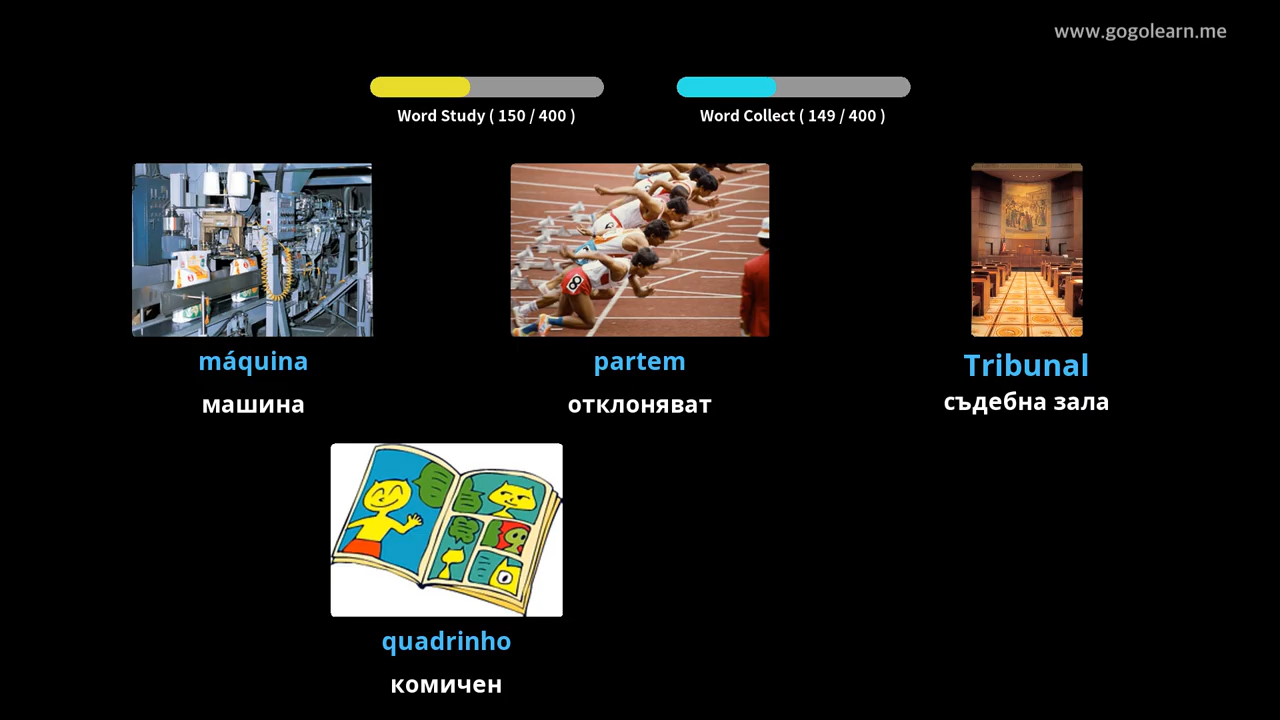 www.gogolearn.me
Word Study ( 150 / 400 )
Word Collect ( 149 / 400 )
máquina
partem
Tribunal
машина
отклоняват
съдебна зала
quadrinho
комичен